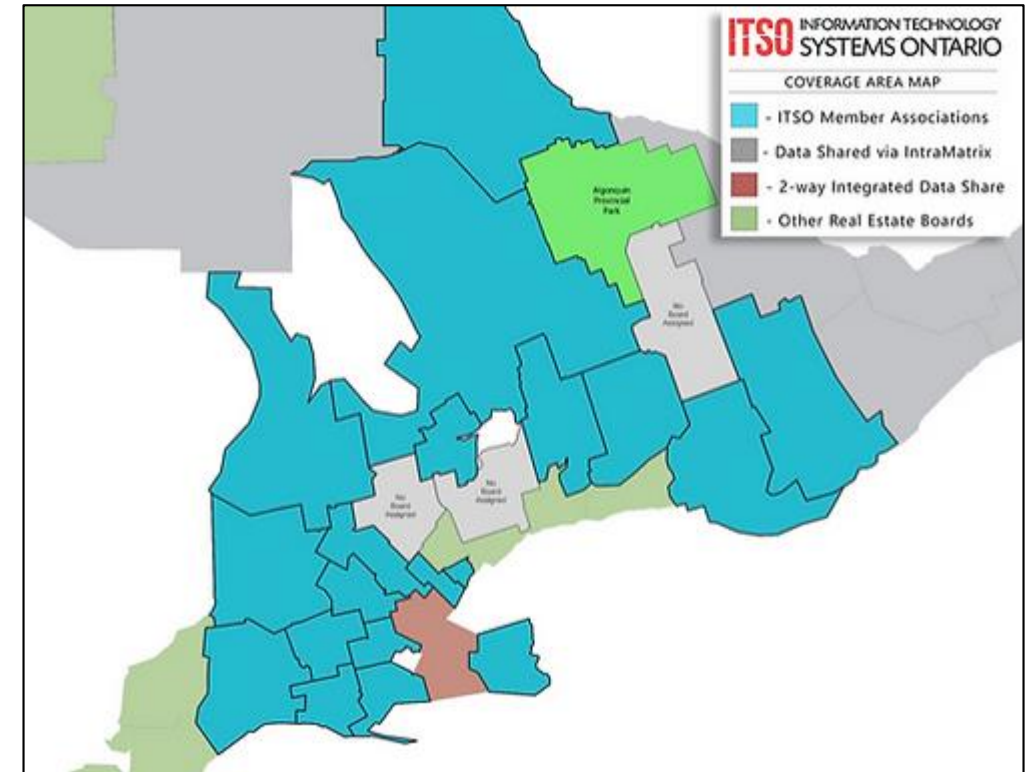 ITSO INFORMATION TECHNOLOGY
SYSTEMS ONTARIO
COVERAGE AREA MAP
- ITSO Member Associations
- Data Shared via IntraMatrix
- 2-way Integrated Data Share
- Other Real Estate Boards
Algonquin
Provincial
Park
No
Board
Assigned
No
Board
Assigned
No
Board
Assigned